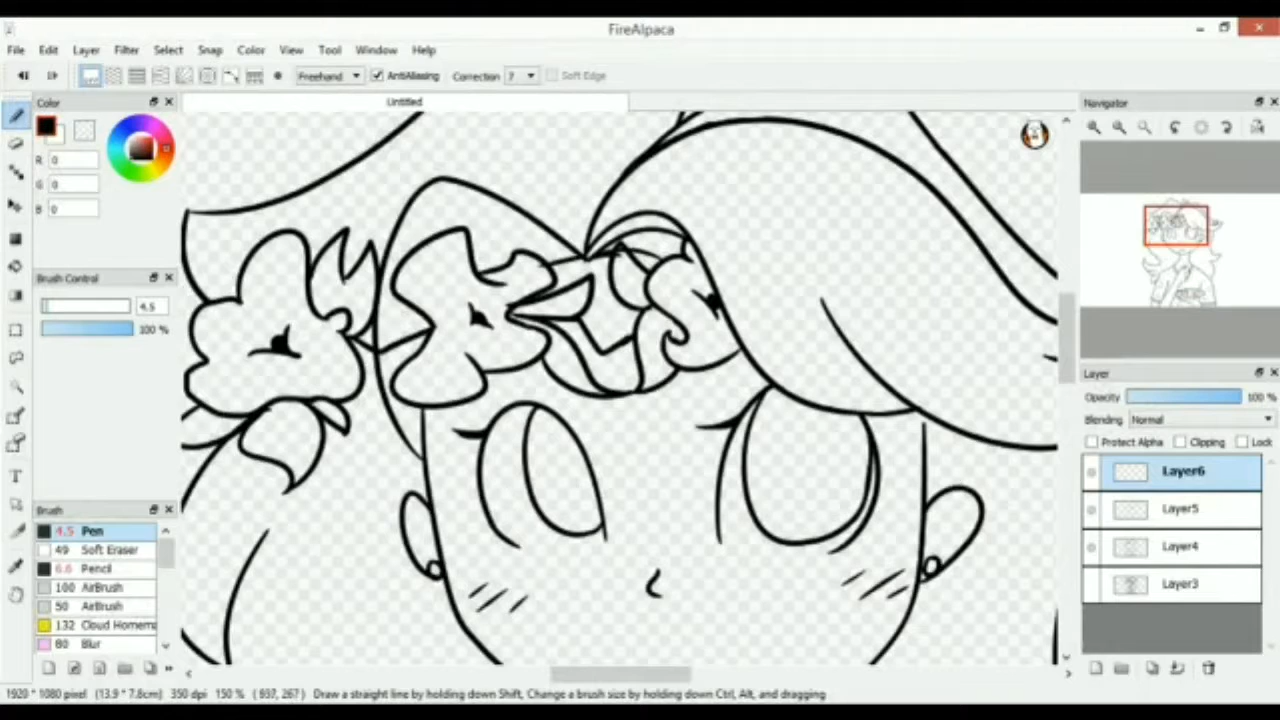 FireAlpaca
File Edit Layer Filter Select Snap Color View Tool Window Help
Freehand AntiAliasing Correction 7 Soft Edge
Color
Untitled
Navigator
R 0
G 0
B 0
Brush Control
4.5
100 %
Layer
Opacity 100 %
Blending Normal
Protect Alpha Clipping Lock
Layer6
Layer5
Layer4
Layer3
Brush
4.5 Pen
49 Soft Eraser
6.6 Pencil
100 AirBrush
50 AirBrush
132 Cloud Homema
80 Blur
1920 * 1080 pixel (13.9 * 7.8cm) 350 dpi 150 % ( 937, 267) Draw a straight line by holding down Shift, Change a brush size by holding down Ctrl, Alt, and dragging